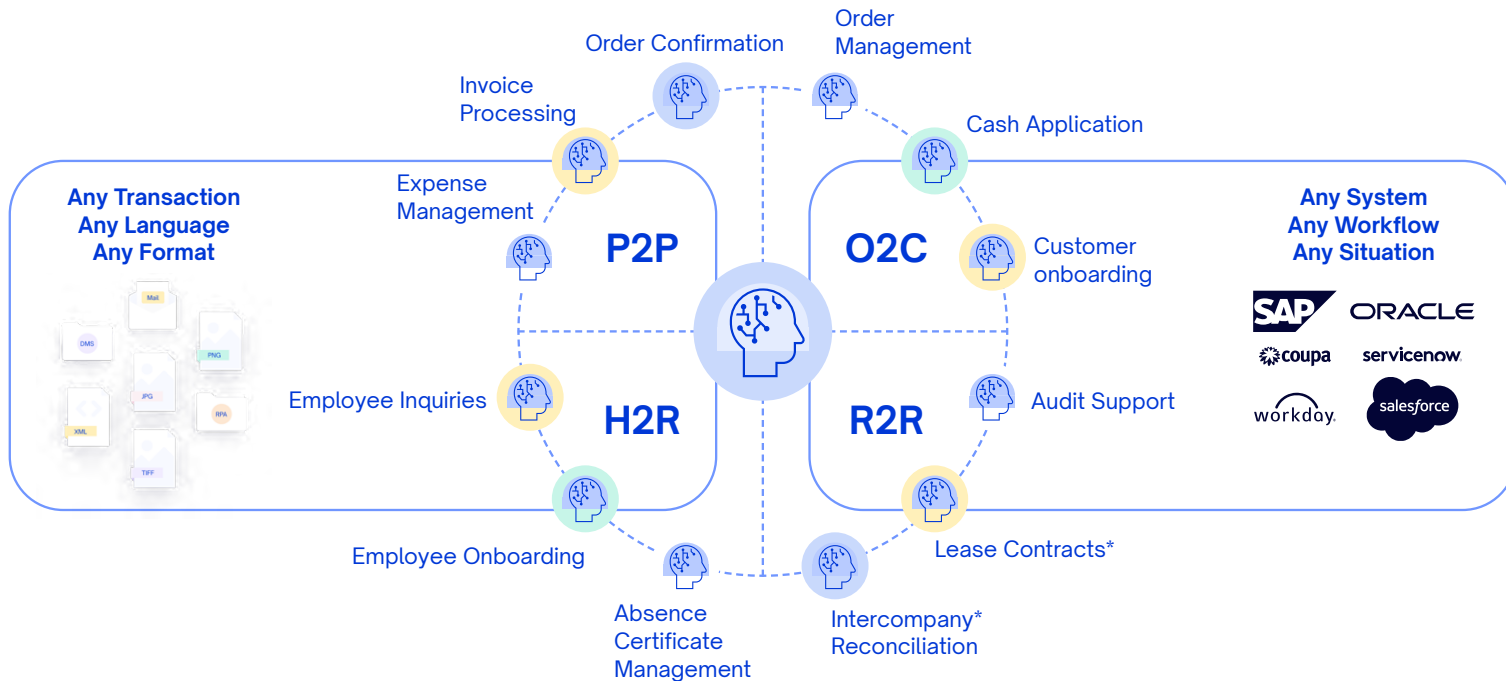 Order Confirmation
Order
Management
Invoice
Processing
Cash Application
Expense
Management
Any Transaction
Any Language
Any Format
P2P
O2C
Customer
onboarding
Any System
Any Workflow
Any Situation
Mail
DMS
PNG
JPG
RPA
XML
TIFF
SAP
ORACLE
coupa
servicenow
workday
salesforce
Employee Inquiries
H2R
R2R
Audit Support
Employee Onboarding
Lease Contracts*
Absence
Certificate
Management
Intercompany*
Reconciliation